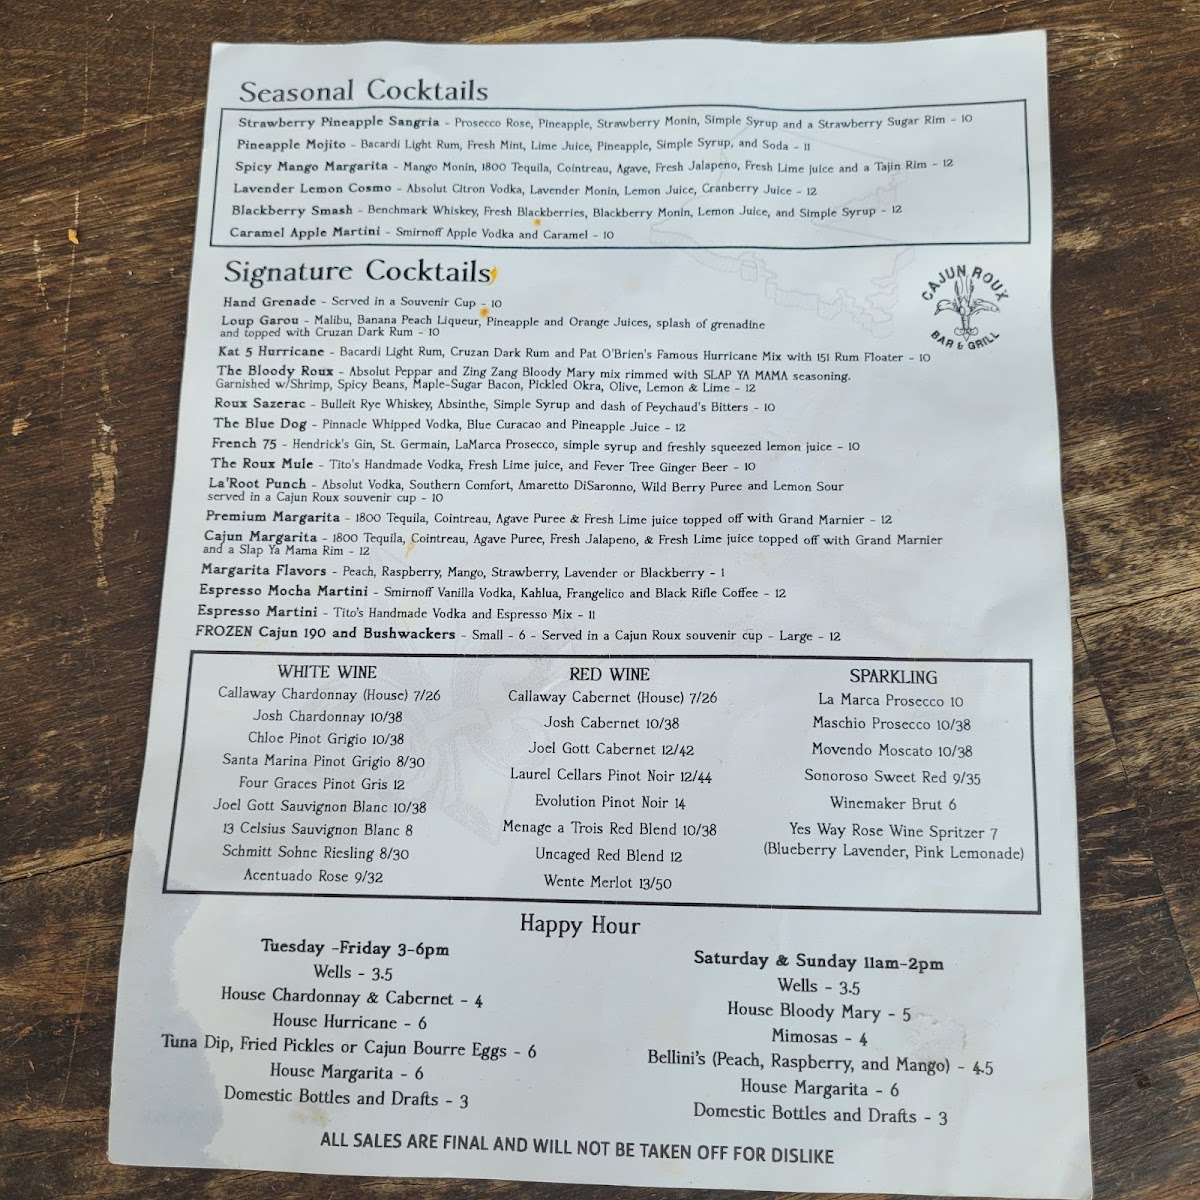 Seasonal Cocktails
Strawberry Pineapple Sangria - Prosecco Rose, Pineapple, Strawberry Monin, Simple Syrup and a Strawberry Sugar Rim - 10
Pineapple Mojito - Bacardi Light Rum, Fresh Mint, Lime Juice, Pineapple, Simple Syrup, and Soda - 11
Spicy Mango Margarita - Mango Monin, 1800 Tequila, Cointreau, Agave, Fresh Jalapeno, Fresh Lime juice and a Tajin Rim - 12
Lavender Lemon Cosmo - Absolut Citron Vodka, Lavender Monin, Lemon Juice, Cranberry Juice - 12
Blackberry Smash - Benchmark Whiskey, Fresh Blackberries, Blackberry Monin, Lemon Juice, and Simple Syrup - 12
Caramel Apple Martini - Smirnoff Apple Vodka and Caramel - 10
Signature Cocktails
CAJUN ROUX
BAR & GRILL
Hand Grenade - Served in a Souvenir Cup - 10
Loup Garou - Malibu, Banana Peach Liqueur, Pineapple and Orange Juices, splash of grenadine
and topped with Cruzan Dark Rum - 10
Kat 5 Hurricane - Bacardi Light Rum, Cruzan Dark Rum and Pat O'Brien's Famous Hurricane Mix with 151 Rum Floater - 10
The Bloody Roux - Absolut Peppar and Zing Zang Bloody Mary mix rimmed with SLAP YA MAMA seasoning.
Garnished w/Shrimp, Spicy Beans, Maple-Sugar Bacon, Pickled Okra, Olive, Lemon & Lime - 12
Roux Sazerac - Bulleit Rye Whiskey, Absinthe, Simple Syrup and dash of Peychaud's Bitters - 10
The Blue Dog - Pinnacle Whipped Vodka, Blue Curacao and Pineapple Juice - 12
French 75 - Hendrick's Gin, St. Germain, LaMarca Prosecco, simple syrup and freshly squeezed lemon juice - 10
The Roux Mule - Tito's Handmade Vodka, Fresh Lime juice, and Fever Tree Ginger Beer - 10
La'Root Punch - Absolut Vodka, Southern Comfort, Amaretto DiSaronno, Wild Berry Puree and Lemon Sour
served in a Cajun Roux souvenir cup - 10
Premium Margarita - 1800 Tequila, Cointreau, Agave Puree & Fresh Lime juice topped off with Grand Marnier - 12
Cajun Margarita - 1800 Tequila, Cointreau, Agave Puree, Fresh Jalapeno, & Fresh Lime juice topped off with Grand Marnier
and a Slap Ya Mama Rim - 12
Margarita Flavors - Peach, Raspberry, Mango, Strawberry, Lavender or Blackberry - 1
Espresso Mocha Martini - Smirnoff Vanilla Vodka, Kahlua, Frangelico and Black Rifle Coffee - 12
Espresso Martini - Tito's Handmade Vodka and Espresso Mix - 11
FROZEN Cajun 190 and Bushwackers - Small - 6 - Served in a Cajun Roux souvenir cup - Large - 12
WHITE WINE
Callaway Chardonnay (House) 7/26
Josh Chardonnay 10/38
Chloe Pinot Grigio 10/38
Santa Marina Pinot Grigio 8/30
Four Graces Pinot Gris 12
Joel Gott Sauvignon Blanc 10/38
13 Celsius Sauvignon Blanc 8
Schmitt Sohne Riesling 8/30
Acentuado Rose 9/32
RED WINE
Callaway Cabernet (House) 7/26
Josh Cabernet 10/38
Joel Gott Cabernet 12/42
Laurel Cellars Pinot Noir 12/44
Evolution Pinot Noir 14
Menage a Trois Red Blend 10/38
Uncaged Red Blend 12
Wente Merlot 13/50
SPARKLING
La Marca Prosecco 10
Maschio Prosecco 10/38
Movendo Moscato 10/38
Sonoroso Sweet Red 9/35
Winemaker Brut 6
Yes Way Rose Wine Spritzer 7
(Blueberry Lavender, Pink Lemonade)
Happy Hour
Tuesday -Friday 3-6pm
Wells - 3.5
House Chardonnay & Cabernet - 4
House Hurricane - 6
Tuna Dip, Fried Pickles or Cajun Bourre Eggs - 6
House Margarita - 6
Domestic Bottles and Drafts - 3
Saturday & Sunday 11am-2pm
Wells - 3.5
House Bloody Mary - 5
Mimosas - 4
Bellini's (Peach, Raspberry, and Mango) - 4.5
House Margarita - 6
Domestic Bottles and Drafts - 3
ALL SALES ARE FINAL AND WILL NOT BE TAKEN OFF FOR DISLIKE